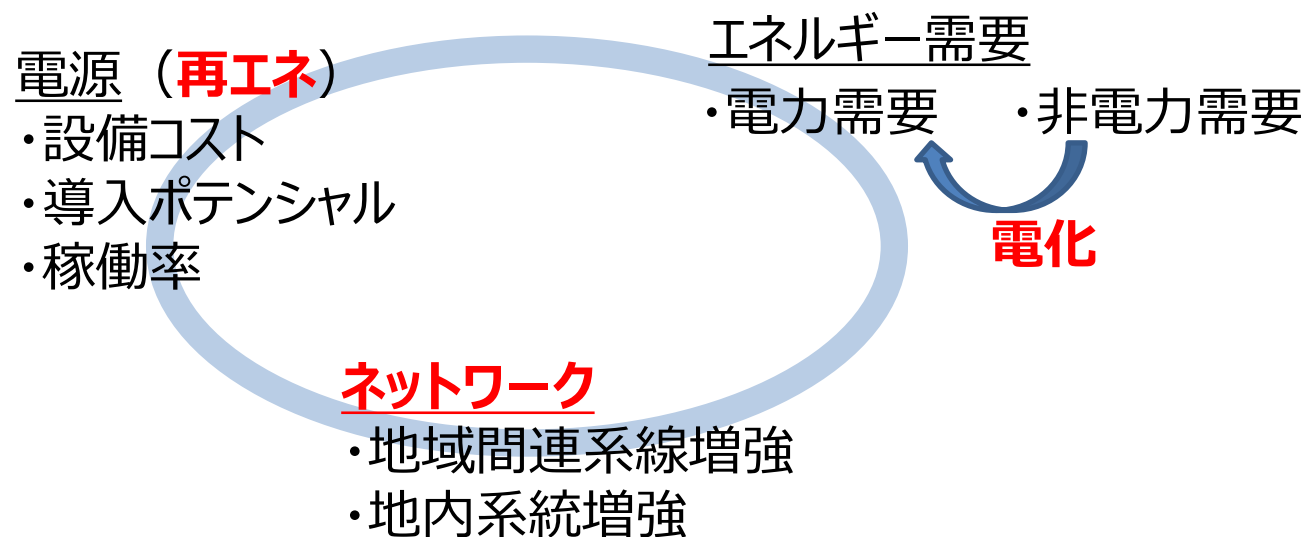 電源（再エネ）
・設備コスト
・導入ポテンシャル
・稼働率
エネルギー需要
・電力需要　・非電力需要
電化
ネットワーク
・地域間連系線増強
・地内系統増強